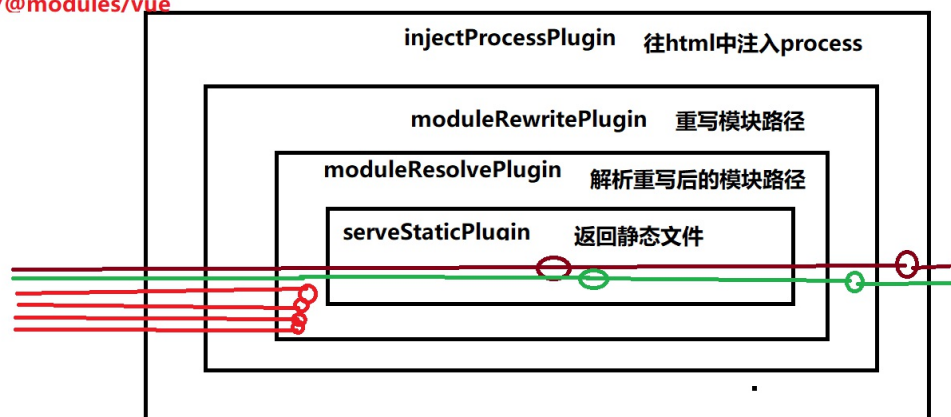 /@modules/vue
injectProcessPlugin 往html中注入process
moduleRewritePlugin 重写模块路径
moduleResolvePlugin 解析重写后的模块路径
serveStaticPlugin 返回静态文件